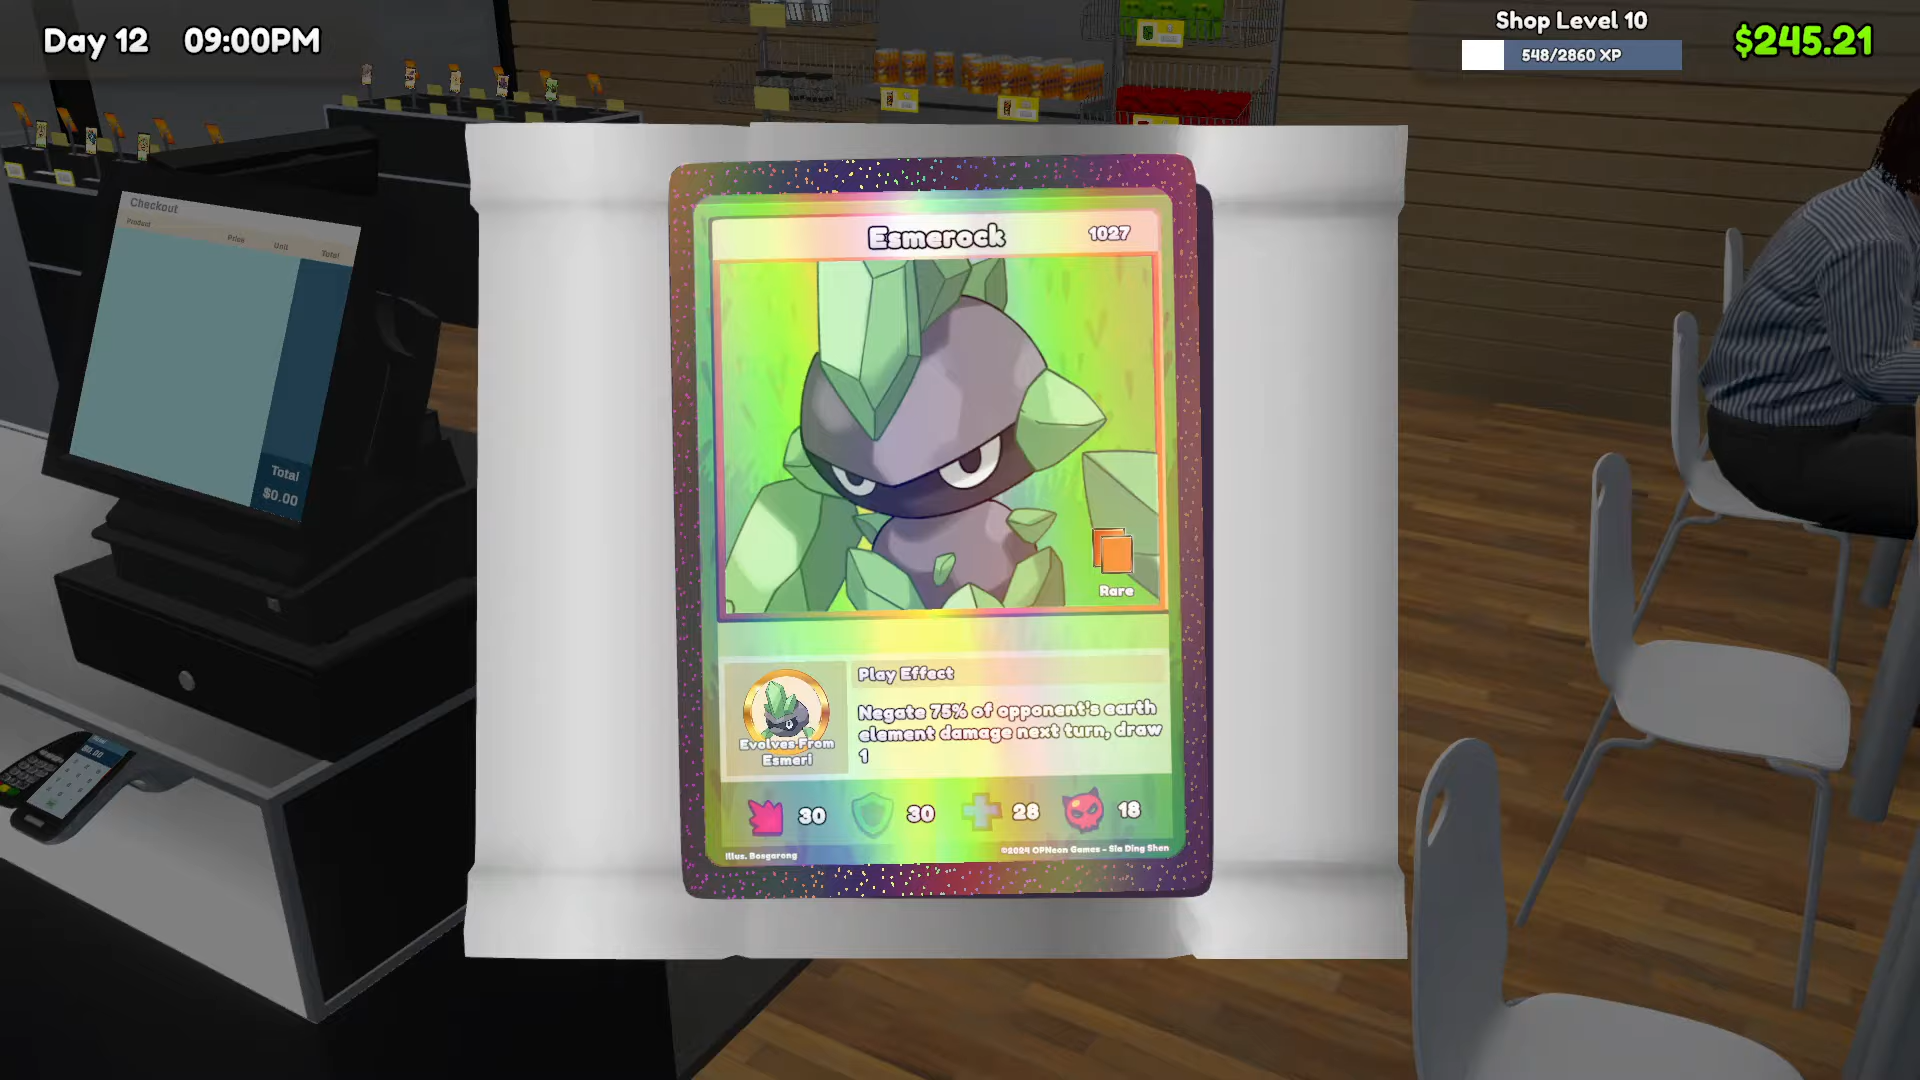 Day 12 09:00PM
Shop Level 10
548/2860 XP
$245.21
Checkout
Product Price Unit Total
Total
$0.00
Esmerock 1027
Rare
Play Effect
Negate 75% of opponent's earth
element damage next turn, draw
1
Evolves From
Esmeri
30 30 28 18
Illus. Bosgarong
©2024 OPNeon Games - Sia Ding Shen